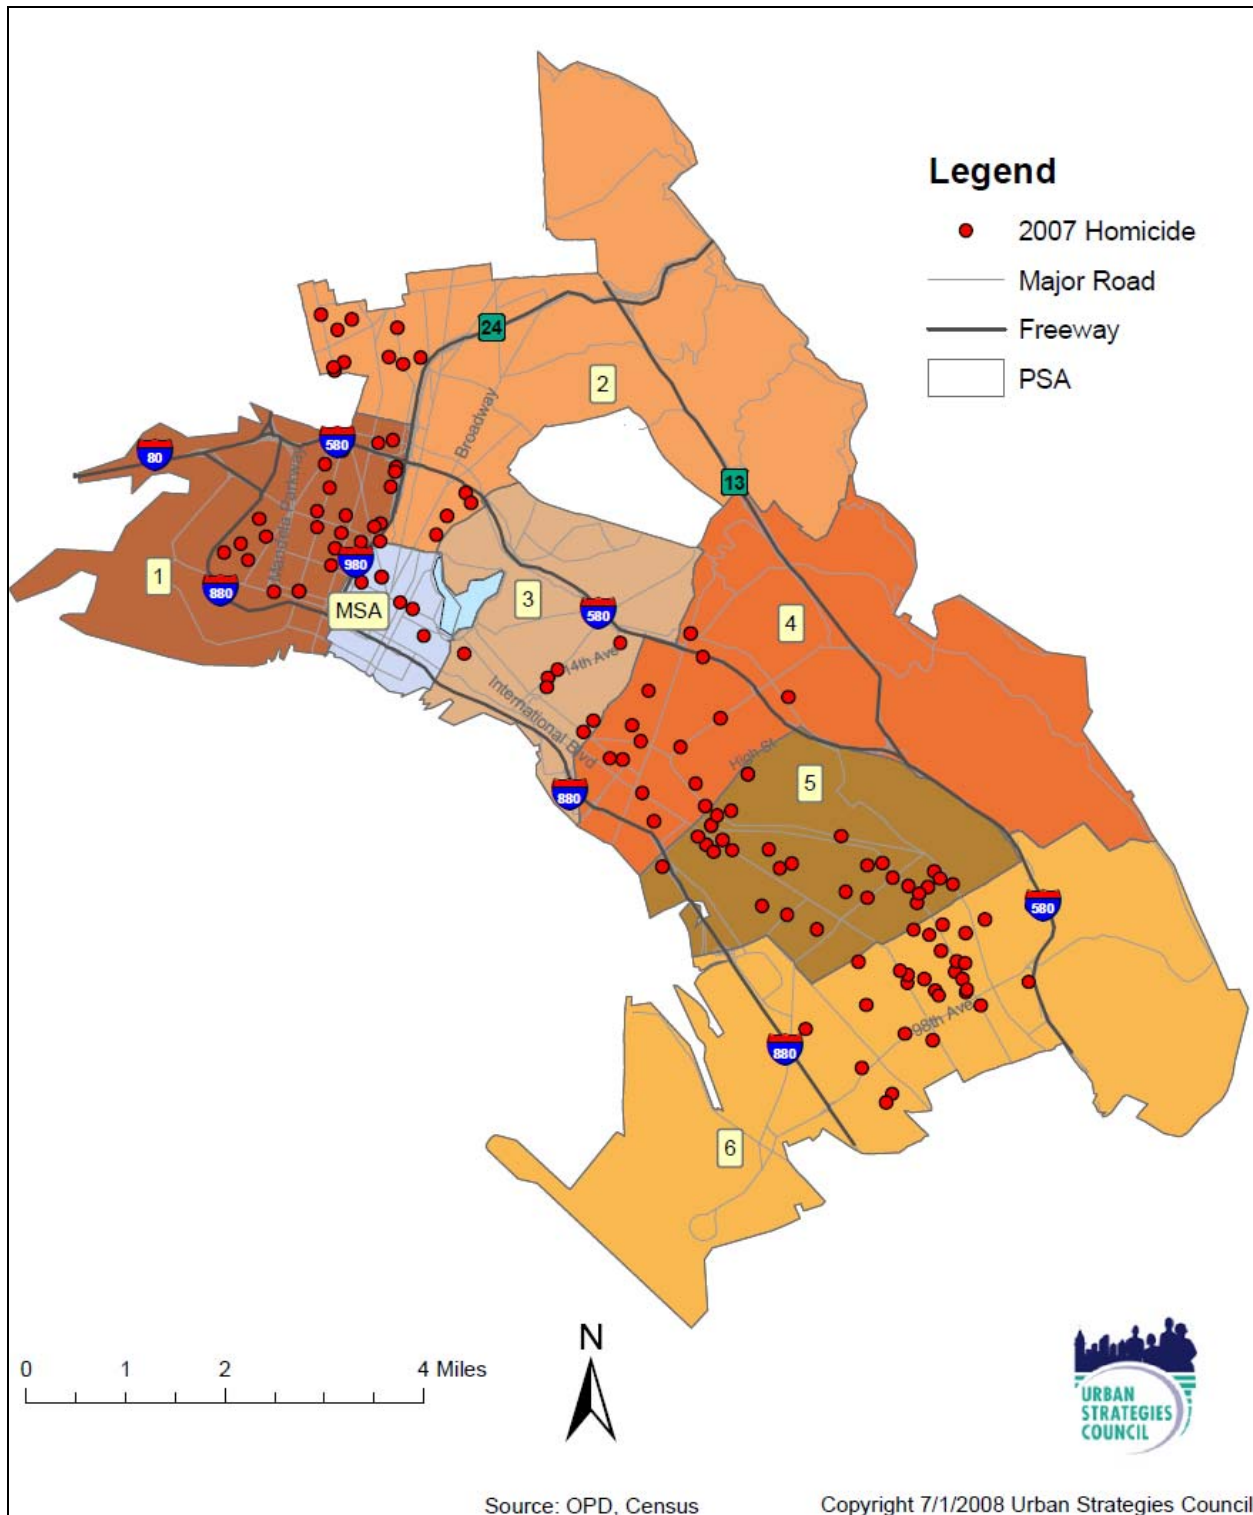 Legend
2007 Homicide
Major Road
Freeway
PSA
24
2
Broadway
13
580
80
Mandela Parkway
980
1
880
MSA
3
580
4
14th Ave
International Blvd
High St
5
880
580
98th Ave
880
6
N
0 1 2 4 Miles
URBAN
STRATEGIES
COUNCIL
Source: OPD, Census
Copyright 7/1/2008 Urban Strategies Council